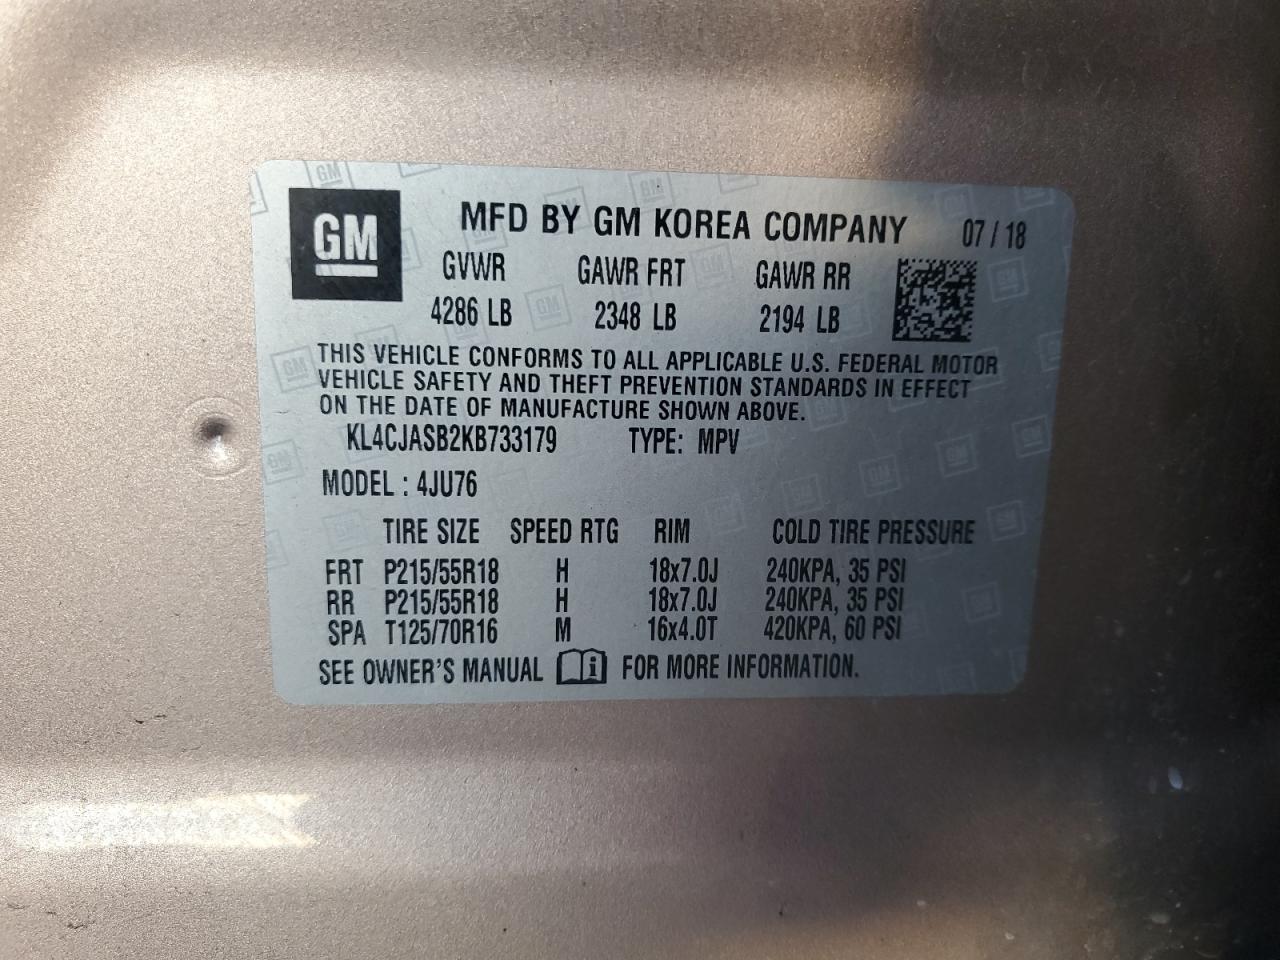 GM
MFD BY GM KOREA COMPANY 07 / 18
GVWR GAWR FRT GAWR RR
4286 LB 2348 LB 2194 LB
THIS VEHICLE CONFORMS TO ALL APPLICABLE U.S. FEDERAL MOTOR
VEHICLE SAFETY AND THEFT PREVENTION STANDARDS IN EFFECT
ON THE DATE OF MANUFACTURE SHOWN ABOVE.
KL4CJASB2KB733179 TYPE: MPV
MODEL : 4JU76
TIRE SIZE SPEED RTG RIM COLD TIRE PRESSURE
FRT P215/55R18 H 18x7.0J 240KPA, 35 PSI
RR P215/55R18 H 18x7.0J 240KPA, 35 PSI
SPA T125/70R16 M 16x4.0T 420KPA, 60 PSI
SEE OWNER'S MANUAL i FOR MORE INFORMATION.